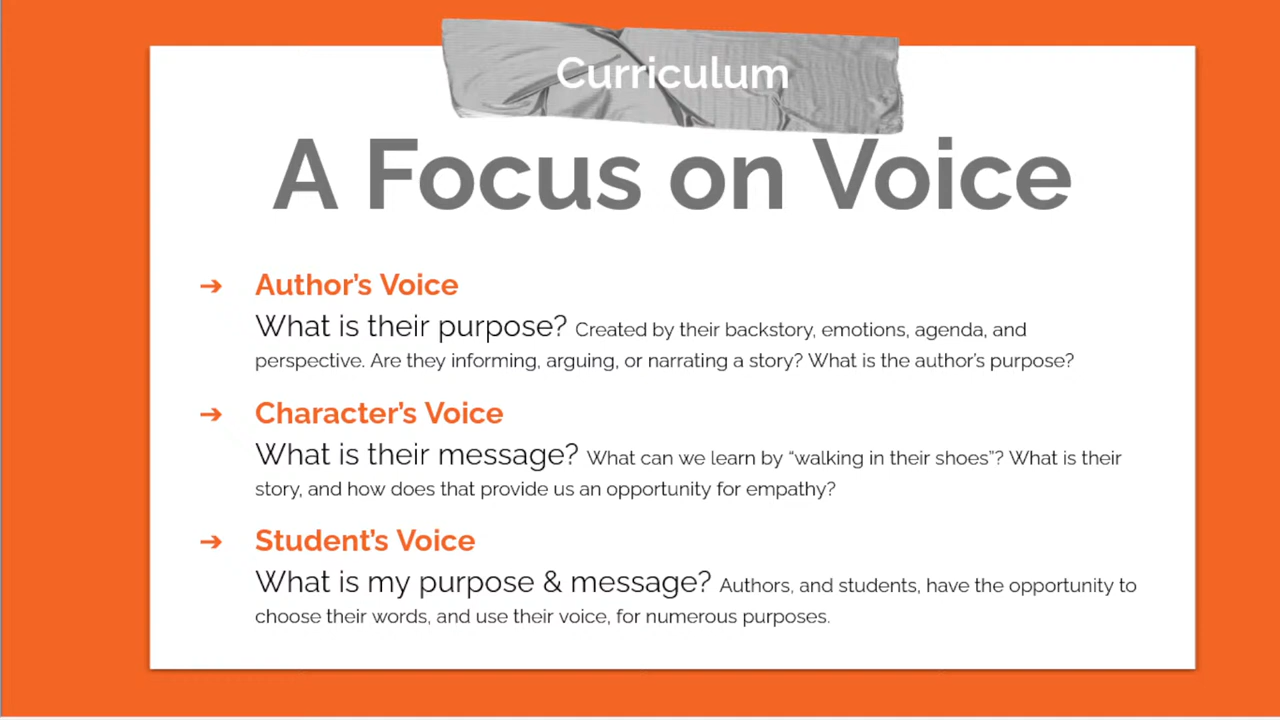 Curriculum
A Focus on Voice
➔ Author’s Voice
What is their purpose? Created by their backstory, emotions, agenda, and
perspective. Are they informing, arguing, or narrating a story? What is the author’s purpose?
➔ Character’s Voice
What is their message? What can we learn by “walking in their shoes”? What is their
story, and how does that provide us an opportunity for empathy?
➔ Student’s Voice
What is my purpose & message? Authors, and students, have the opportunity to
choose their words, and use their voice, for numerous purposes.